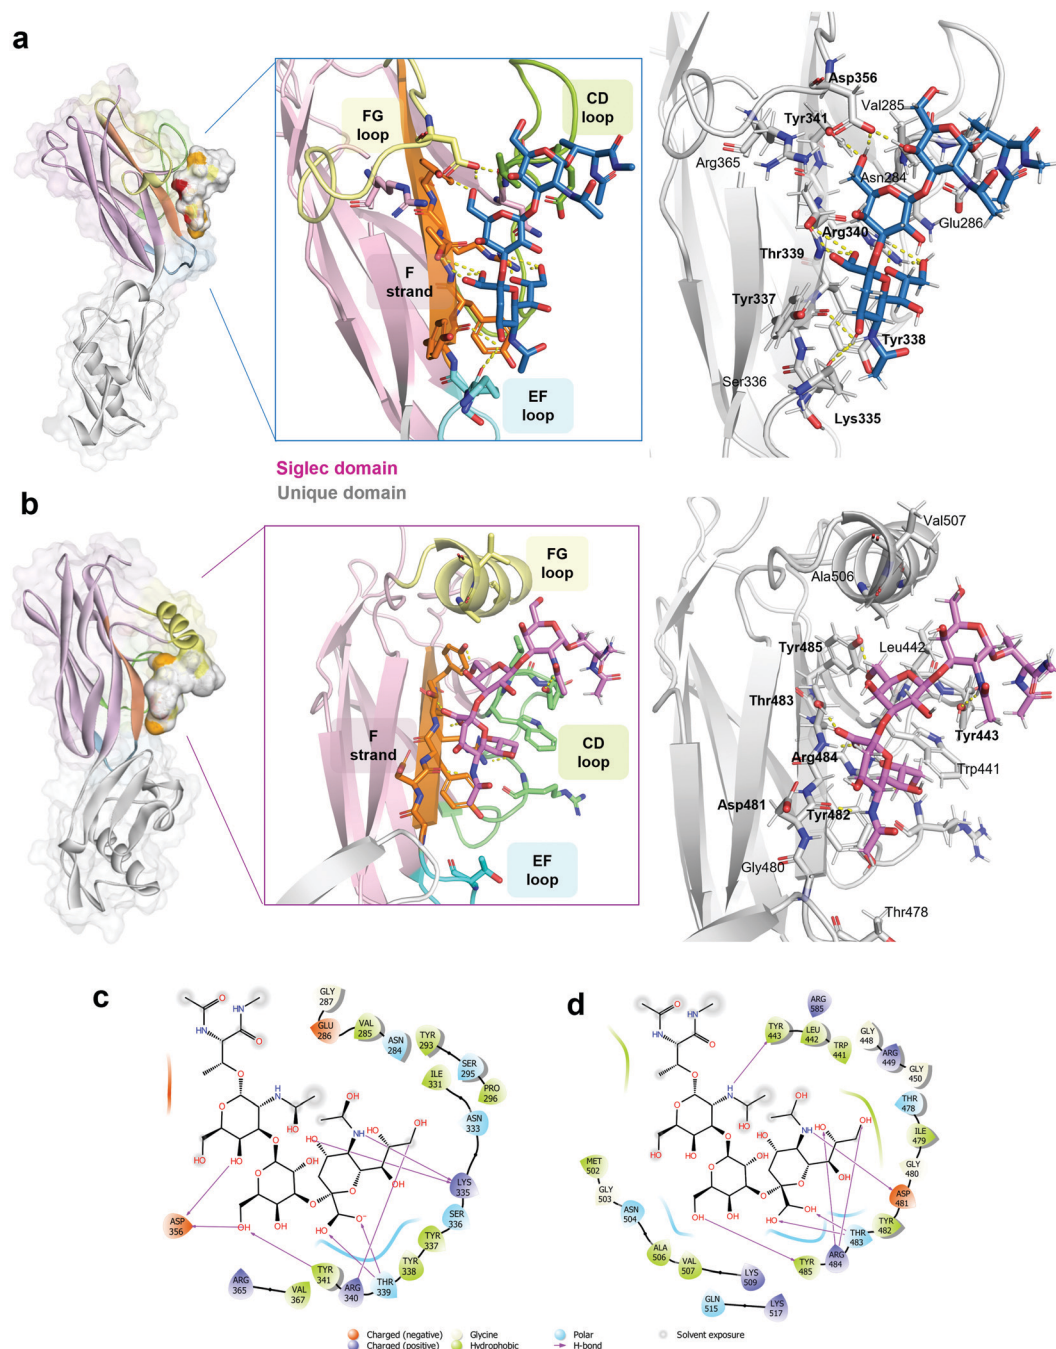 a
FG
loop
CD
loop
F
strand
EF
loop
Asp356
Val285
Tyr341
Arg365
Asn284
Glu286
Arg340
Thr339
Tyr337
Tyr338
Ser336
Lys335
Siglec domain
Unique domain
b
FG
loop
F
strand
CD
loop
EF
loop
Val507
Ala506
Tyr485
Leu442
Thr483
Tyr443
Arg484
Trp441
Asp481
Tyr482
Gly480
Thr478
c
GLY
287
GLU
286
VAL
285
ASN
284
TYR
293
SER
295
PRO
296
ILE
331
ASN
333
LYS
335
SER
336
TYR
337
TYR
338
THR
339
ARG
340
TYR
341
VAL
367
ARG
365
ASP
356
d
ARG
585
TYR
443
LEU
442
TRP
441
GLY
448
ARG
449
GLY
450
THR
478
ILE
479
GLY
480
ASP
481
TYR
482
THR
483
ARG
484
TYR
485
MET
502
GLY
503
ASN
504
ALA
506
VAL
507
LYS
509
GLN
515
LYS
517
Charged (negative)
Glycine
Polar
Solvent exposure
Charged (positive)
Hydrophobic
H-bond